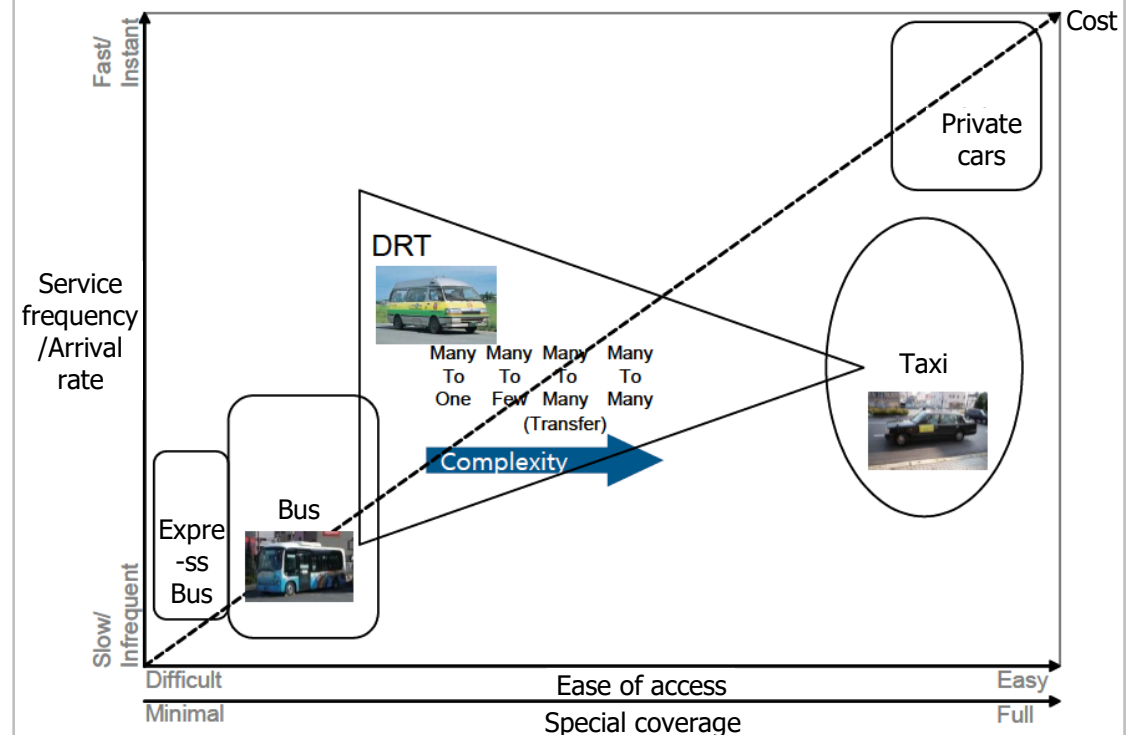 Cost
Fast/
Instant
Private
cars
DRT
Service
frequency
/Arrival
rate
Many Many Many Many
To To To To
One Few Many Many
(Transfer)
Taxi
Complexity
Bus
Expre
-ss
Bus
Slow/
Infrequent
Difficult
Ease of access
Easy
Minimal
Special coverage
Full